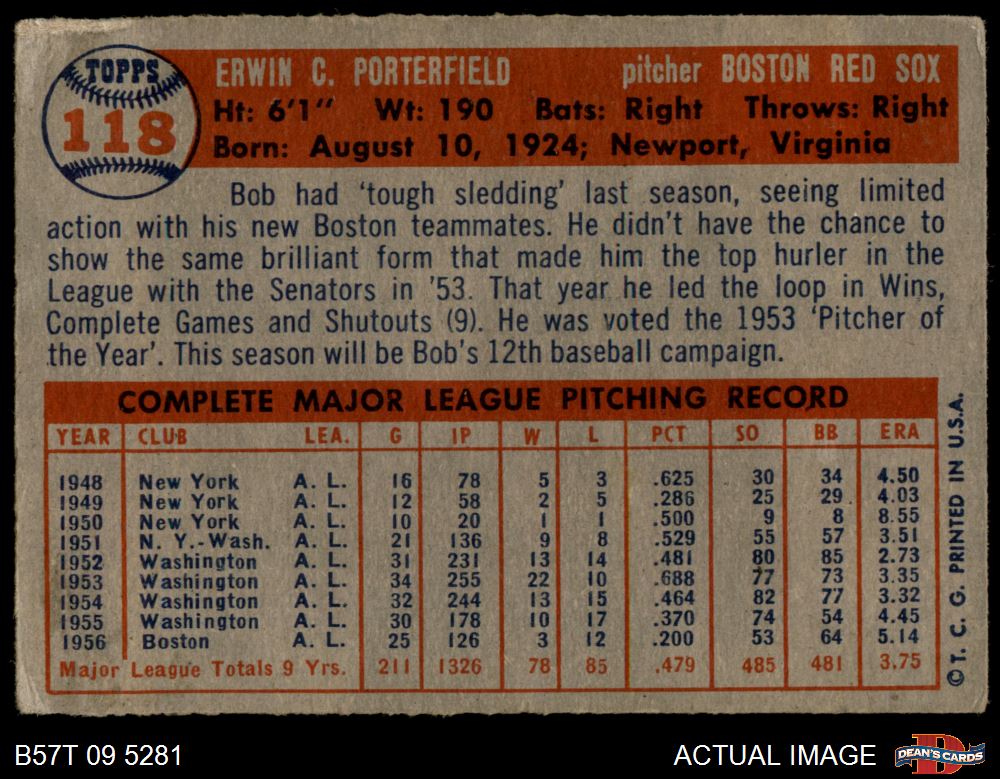 TOPPS
118
ERWIN C. PORTERFIELD pitcher BOSTON RED SOX
Ht: 6'1" Wt: 190 Bats: Right Throws: Right
Born: August 10, 1924; Newport, Virginia
Bob had 'tough sledding' last season, seeing limited
action with his new Boston teammates. He didn't have the chance to
show the same brilliant form that made him the top hurler in the
League with the Senators in '53. That year he led the loop in Wins,
Complete Games and Shutouts (9). He was voted the 1953 'Pitcher of
the Year'. This season will be Bob's 12th baseball campaign.
COMPLETE MAJOR LEAGUE PITCHING RECORD
YEAR CLUB LEA. G IP W L PCT SO BB ERA
1948 New York A. L. 16 78 5 3 .625 30 34 4.50
1949 New York A. L. 12 58 2 5 .286 25 29 4.03
1950 New York A. L. 10 20 1 1 .500 9 8 8.55
1951 N. Y.-Wash. A. L. 21 136 9 8 .529 55 57 3.51
1952 Washington A. L. 31 231 13 14 .481 80 85 2.73
1953 Washington A. L. 34 255 22 10 .688 77 73 3.35
1954 Washington A. L. 32 244 13 15 .464 82 77 3.32
1955 Washington A. L. 30 178 10 17 .370 74 54 4.45
1956 Boston A. L. 25 126 3 12 .200 53 64 5.14
Major League Totals 9 Yrs. 211 1326 78 85 .479 485 481 3.75
©T. C. G. PRINTED IN U.S.A.
B57T 09 5281 ACTUAL IMAGE
DEAN'S CARDS